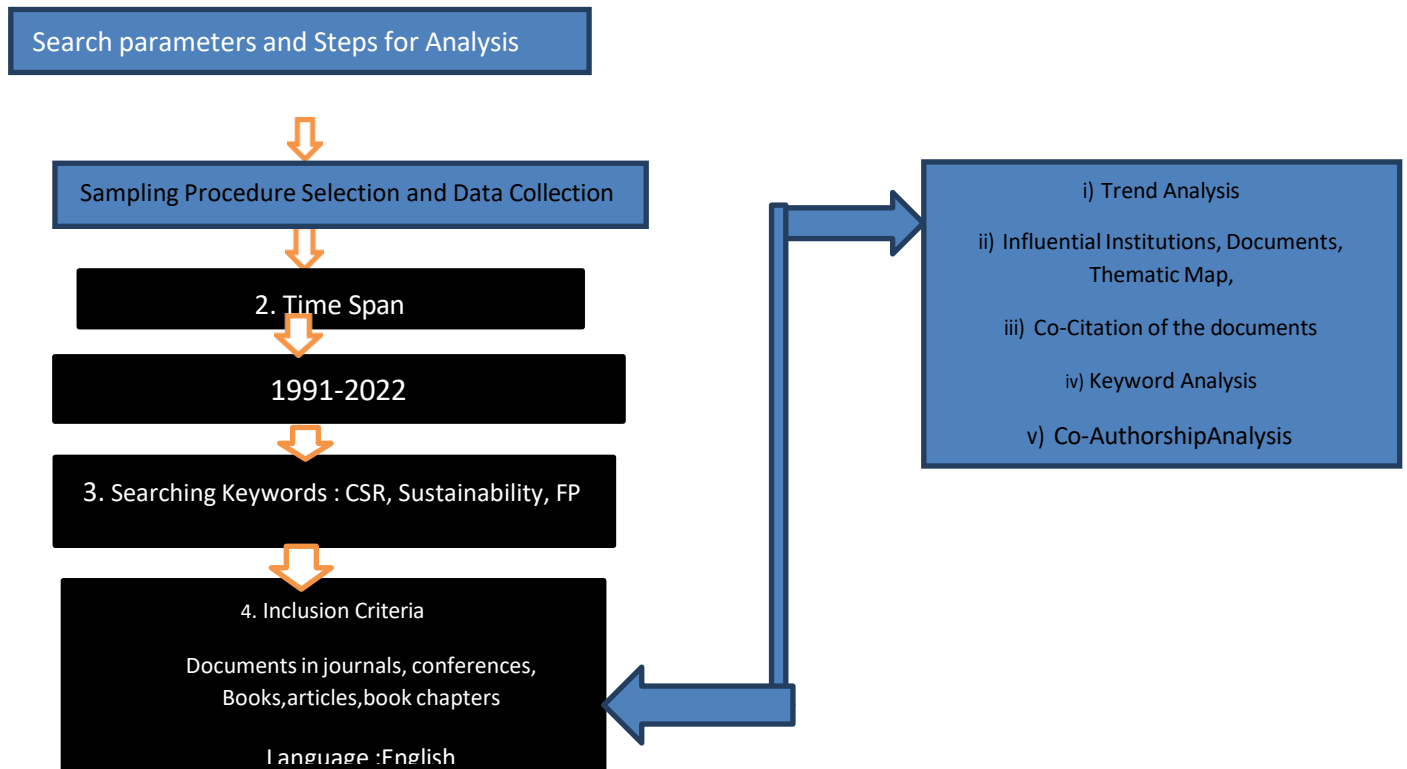 Search parameters and Steps for Analysis
Sampling Procedure Selection and Data Collection
2. Time Span
1991-2022
3. Searching Keywords : CSR, Sustainability, FP
4. Inclusion Criteria
Documents in journals, conferences,
Books,articles,book chapters
Language :English
i) Trend Analysis
ii) Influential Institutions, Documents,
Thematic Map,
iii) Co-Citation of the documents
iv) Keyword Analysis
v) Co-AuthorshipAnalysis